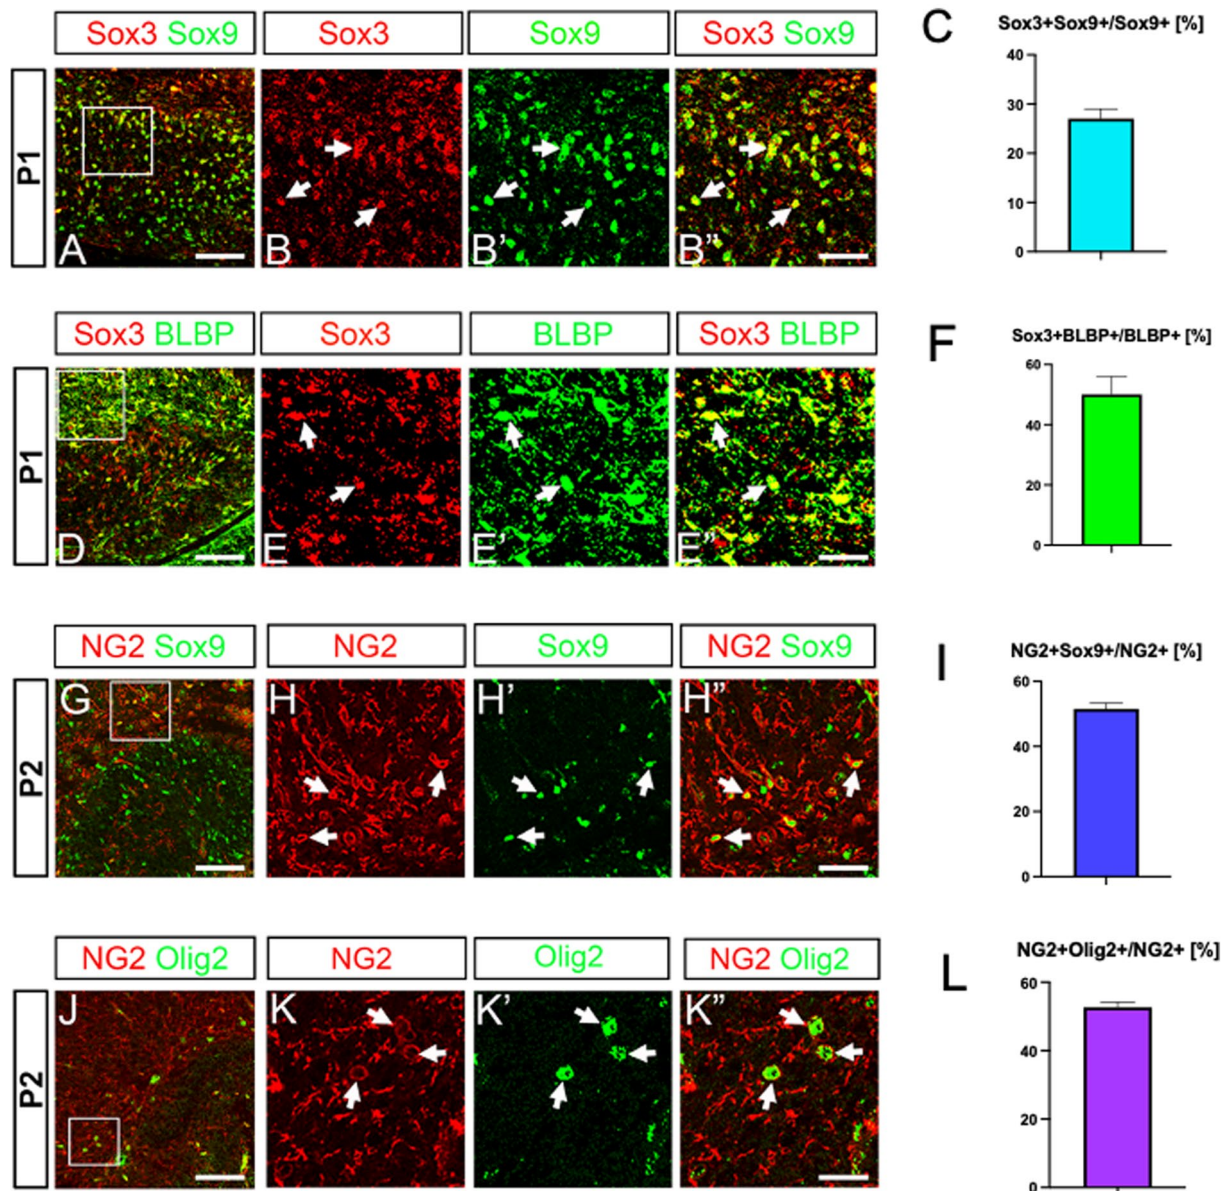 Sox3 Sox9
Sox3
Sox9
Sox3 Sox9
P1
A
B
B’
B”
C
Sox3+Sox9+/Sox9+ [%]
40
30
20
10
0
Sox3 BLBP
Sox3
BLBP
Sox3 BLBP
P1
D
E
E’
E”
F
Sox3+BLBP+/BLBP+ [%]
60
40
20
0
NG2 Sox9
NG2
Sox9
NG2 Sox9
P2
G
H
H’
H”
I
NG2+Sox9+/NG2+ [%]
60
40
20
0
NG2 Olig2
NG2
Olig2
NG2 Olig2
P2
J
K
K’
K”
L
NG2+Olig2+/NG2+ [%]
60
40
20
0